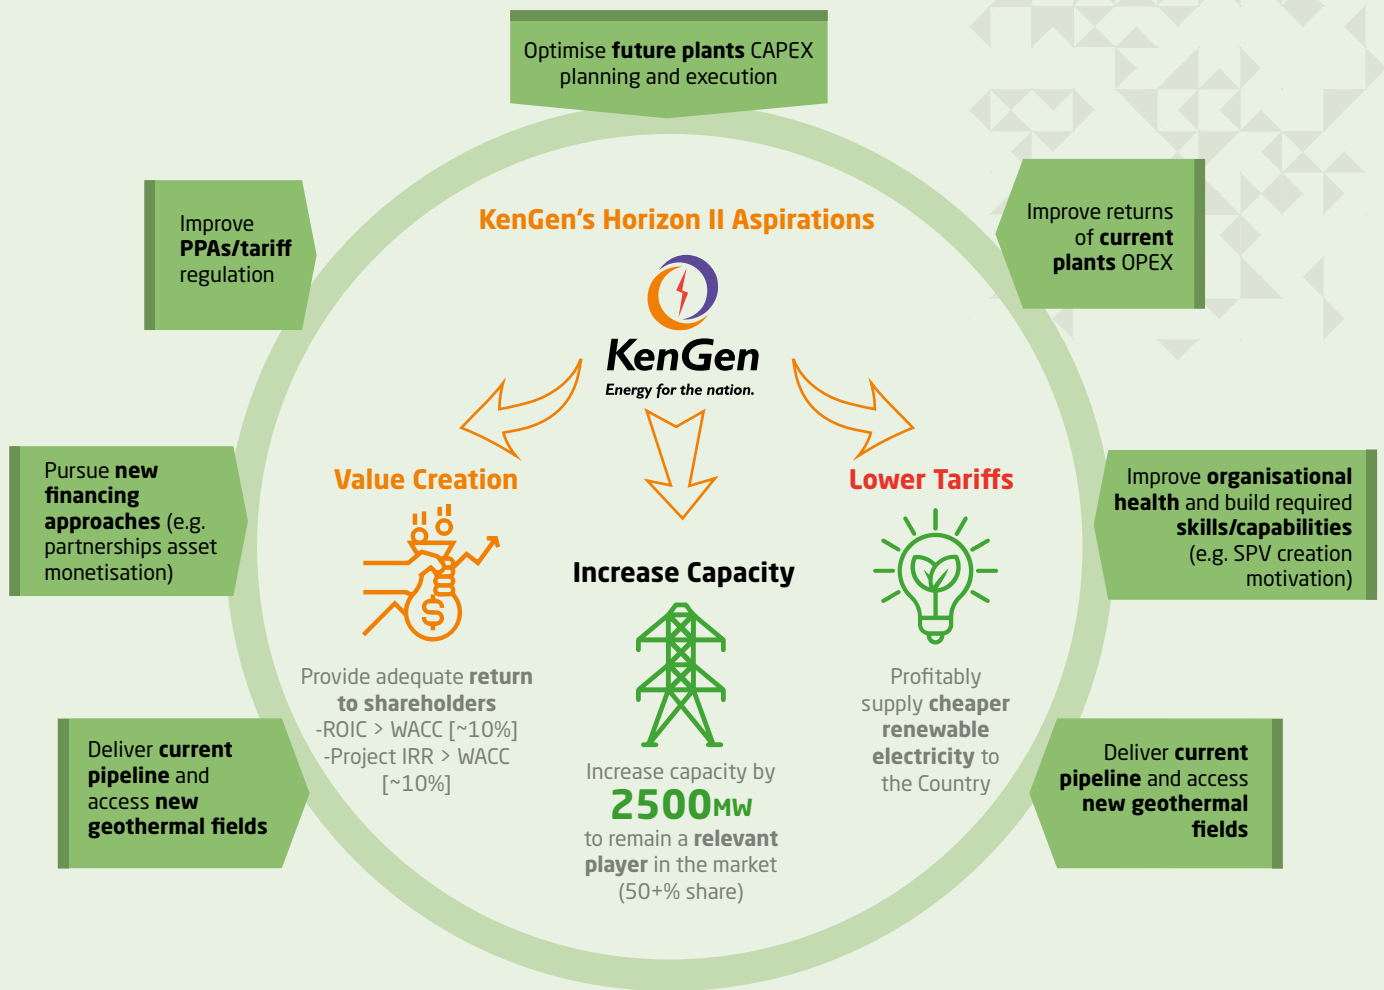 Optimise future plants CAPEX
planning and execution
Improve
PPAs/tariff
regulation
Improve returns
of current
plants OPEX
KenGen's Horizon II Aspirations
KenGen
Energy for the nation.
Pursue new
financing
approaches (e.g.
partnerships asset
monetisation)
Improve organisational
health and build required
skills/capabilities
(e.g. SPV creation
motivation)
Value Creation
$
Provide adequate return
to shareholders
-ROIC > WACC [~10%]
-Project IRR > WACC
[~10%]
Increase Capacity
Increase capacity by
2500MW
to remain a relevant
player in the market
(50+% share)
Lower Tariffs
Profitably
supply cheaper
renewable
electricity to
the Country
Deliver current
pipeline and
access new
geothermal fields
Deliver current
pipeline and access
new geothermal
fields